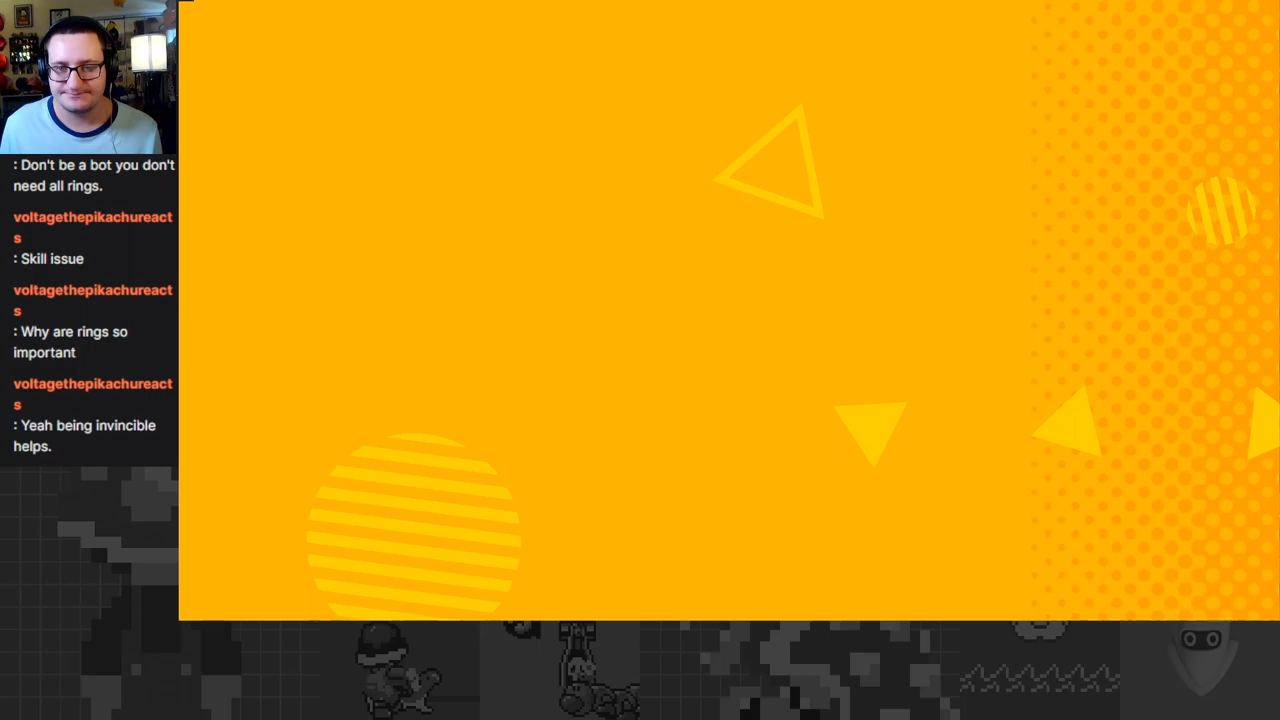 : Don't be a bot you don't
need all rings.
voltagethepikachureact
s
: Skill issue
voltagethepikachureact
s
: Why are rings so
important
voltagethepikachureact
s
: Yeah being invincible
helps.